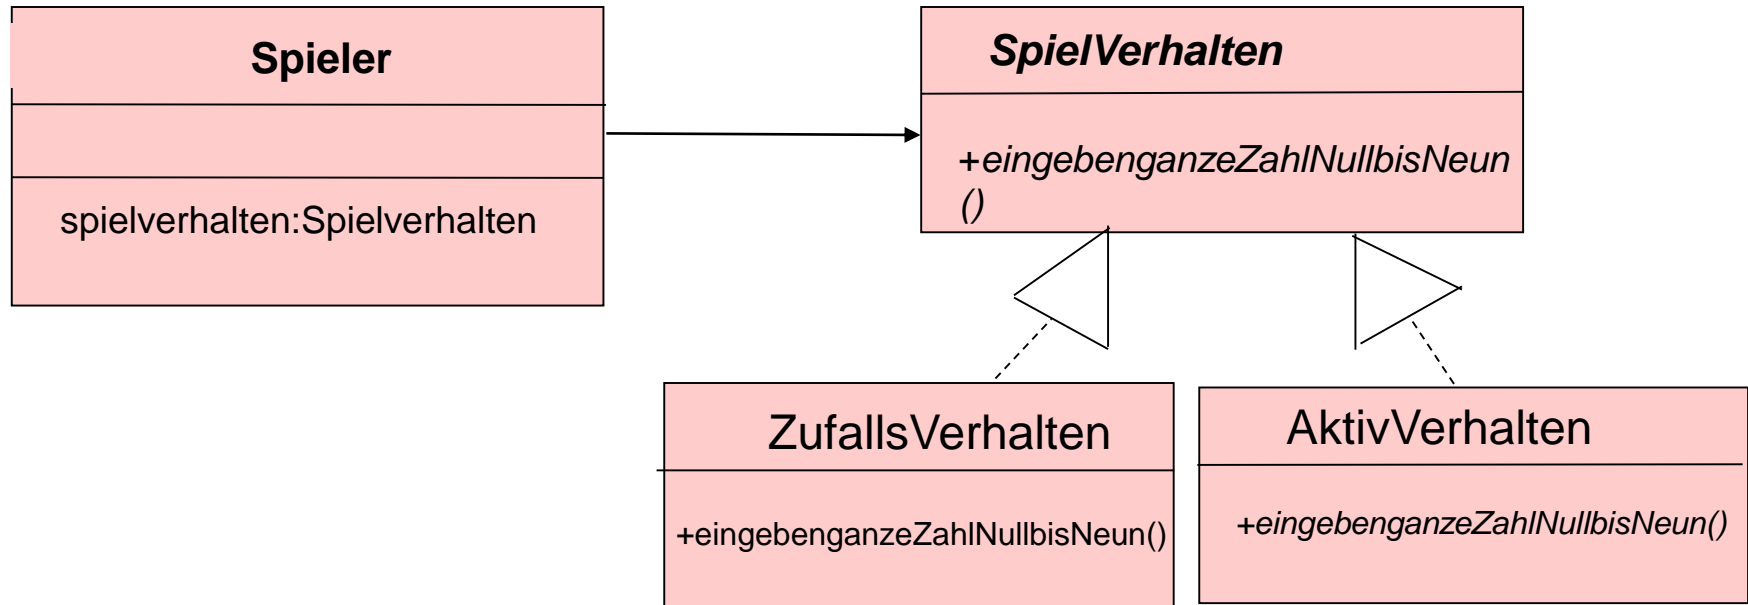 Spieler
spielverhalten:Spielverhalten
SpielVerhalten
+eingebenganzeZahlNullbisNeun
()
ZufallsVerhalten
+eingebenganzeZahlNullbisNeun()
AktivVerhalten
+eingebenganzeZahlNullbisNeun()